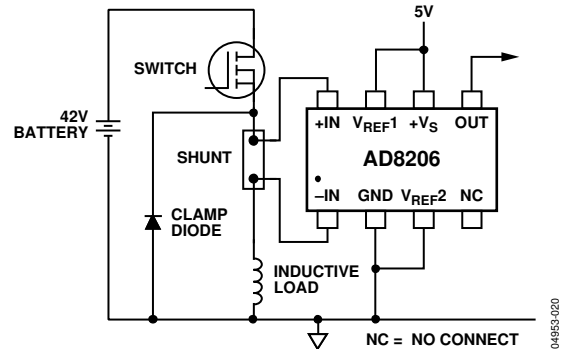 5V
SWITCH
42V
BATTERY
+IN VREF1 +VS OUT
SHUNT
AD8206
–IN GND VREF2 NC
CLAMP
DIODE
INDUCTIVE
LOAD
NC = NO CONNECT
04953-020